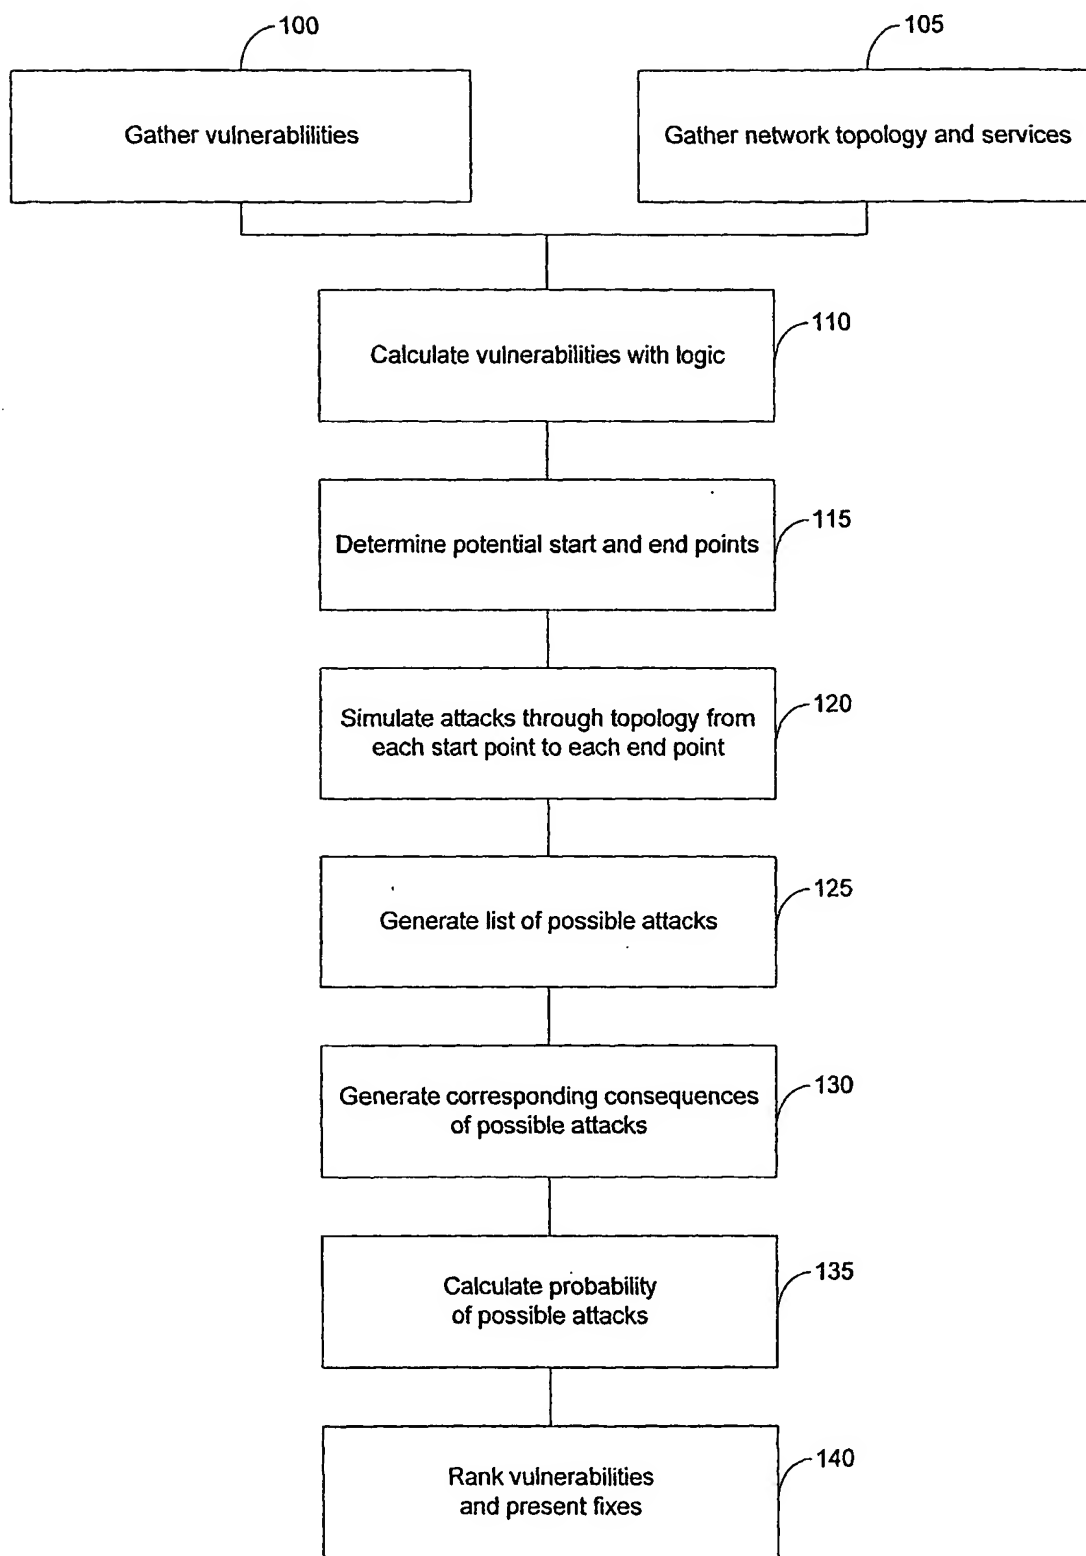 100
105
Gather vulnerablilities
Gather network topology and services
110
Calculate vulnerabilities with logic
115
Determine potential start and end points
120
Simulate attacks through topology from
each start point to each end point
125
Generate list of possible attacks
130
Generate corresponding consequences
of possible attacks
135
Calculate probability
of possible attacks
140
Rank vulnerabilities
and present fixes